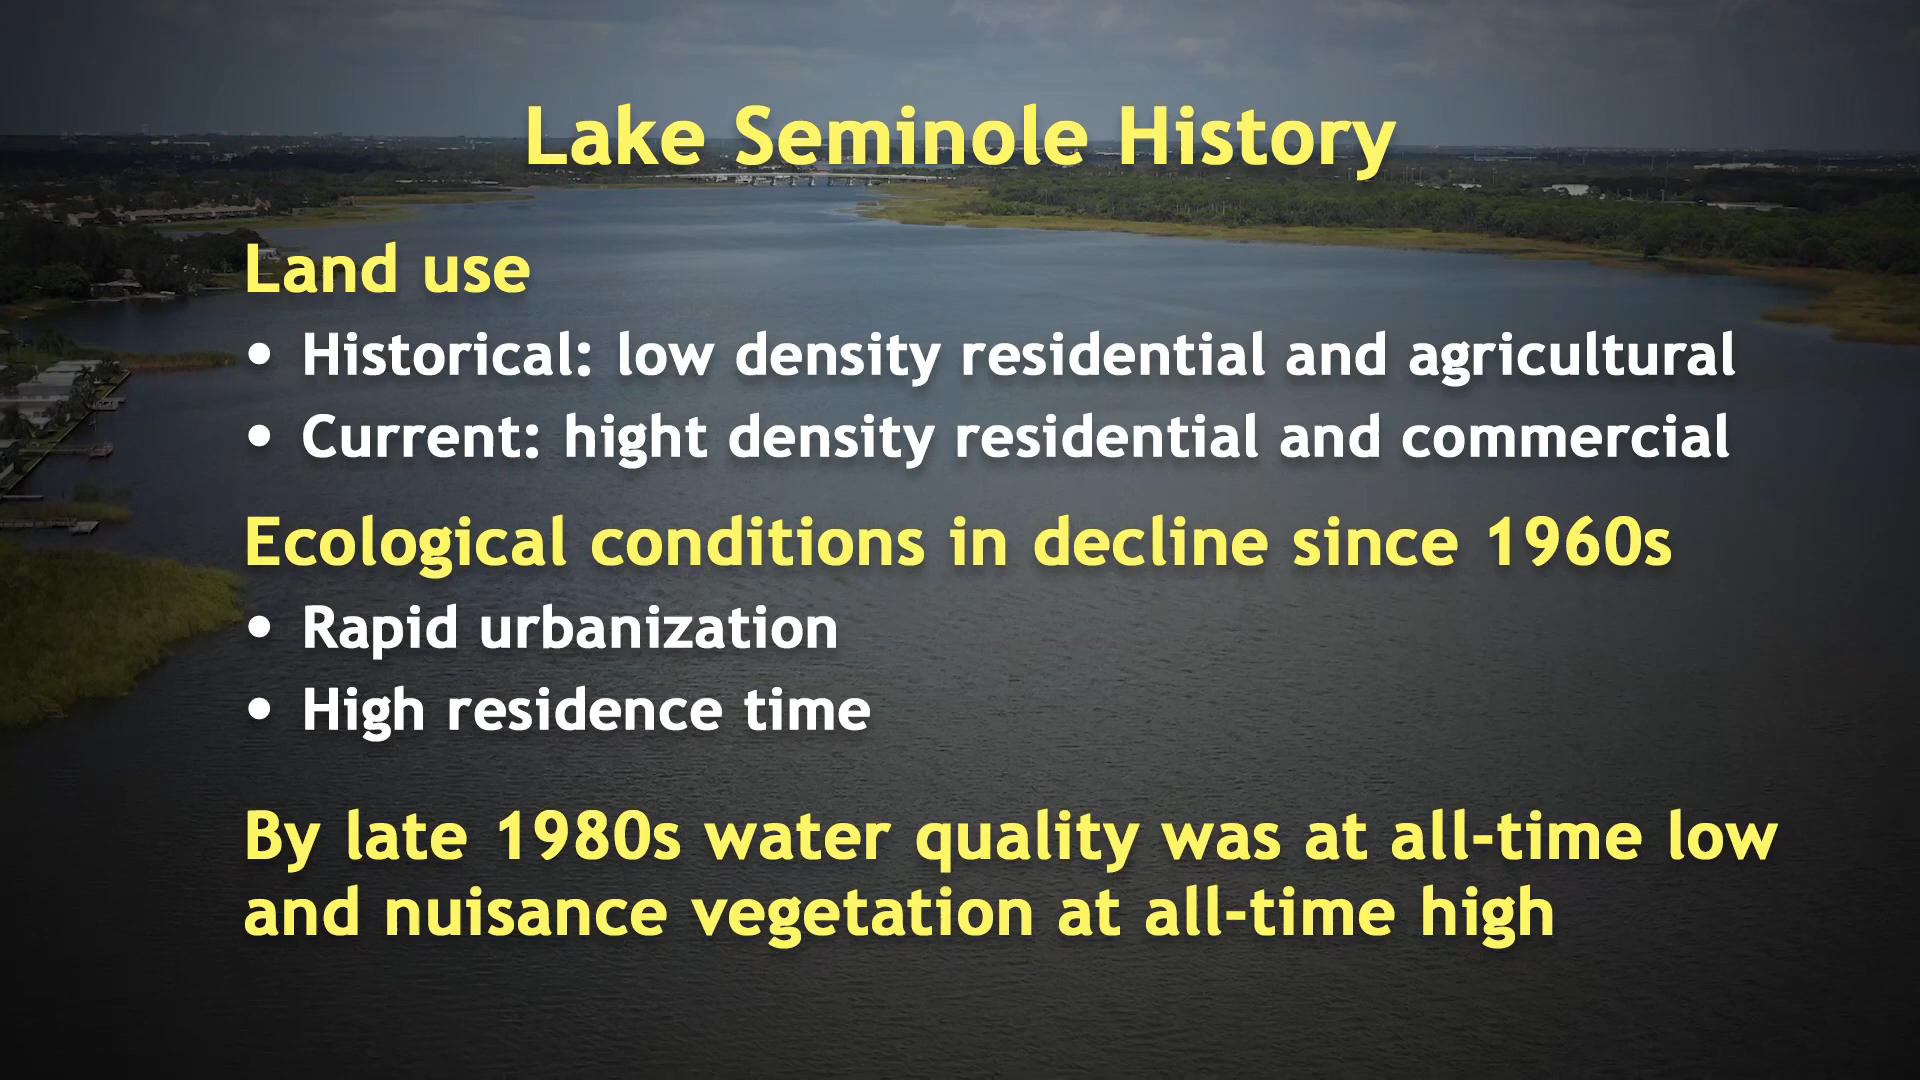 Lake Seminole History
Land use
• Historical: low density residential and agricultural
• Current: hight density residential and commercial
Ecological conditions in decline since 1960s
• Rapid urbanization
• High residence time
By late 1980s water quality was at all-time low
and nuisance vegetation at all-time high